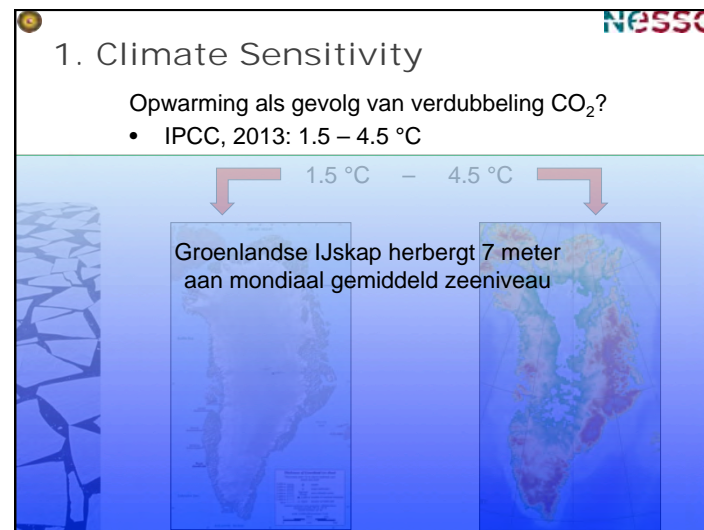 NESSC
1. Climate Sensitivity
Opwarming als gevolg van verdubbeling CO₂?
• IPCC, 2013: 1.5 – 4.5 °C
1.5 °C – 4.5 °C
Groenlandse IJskap herbergt 7 meter
aan mondiaal gemiddeld zeeniveau